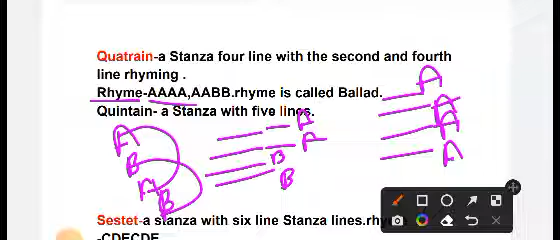 Quatrain-a Stanza four line with the second and fourth
line rhyming .
Rhyme-AAAA,AABB.rhyme is called Ballad.
Quintain- a Stanza with five lines.
A
B
A
B
A
A
B
B
A
A
A
A
Sestet-a stanza with six line Stanza lines.rhy
-CDECDE